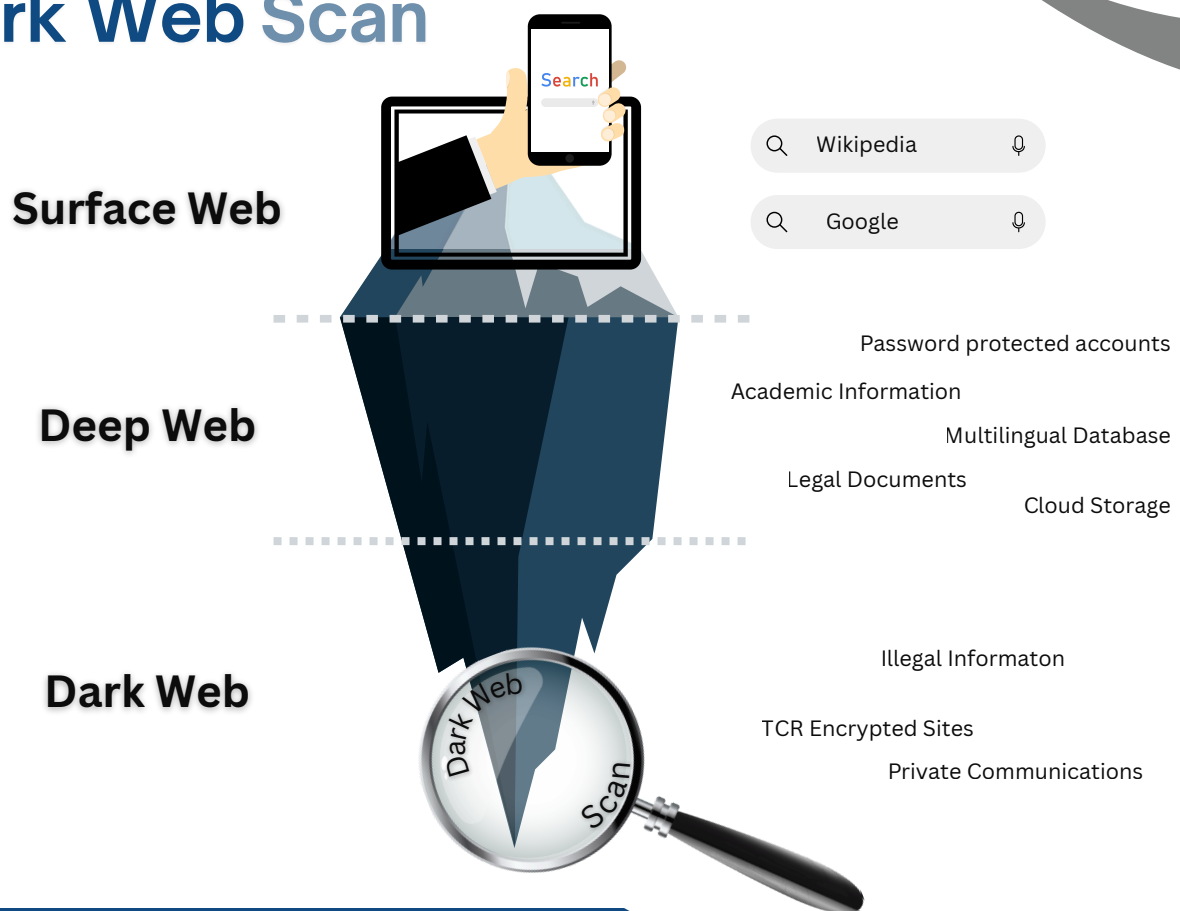 rk Web Scan
Search
Wikipedia
Surface Web
Google
Password protected accounts
Academic Information
Deep Web
Multilingual Database
Legal Documents
Cloud Storage
Illegal Informaton
Dark Web
Dark Web
Scan
TCR Encrypted Sites
Private Communications